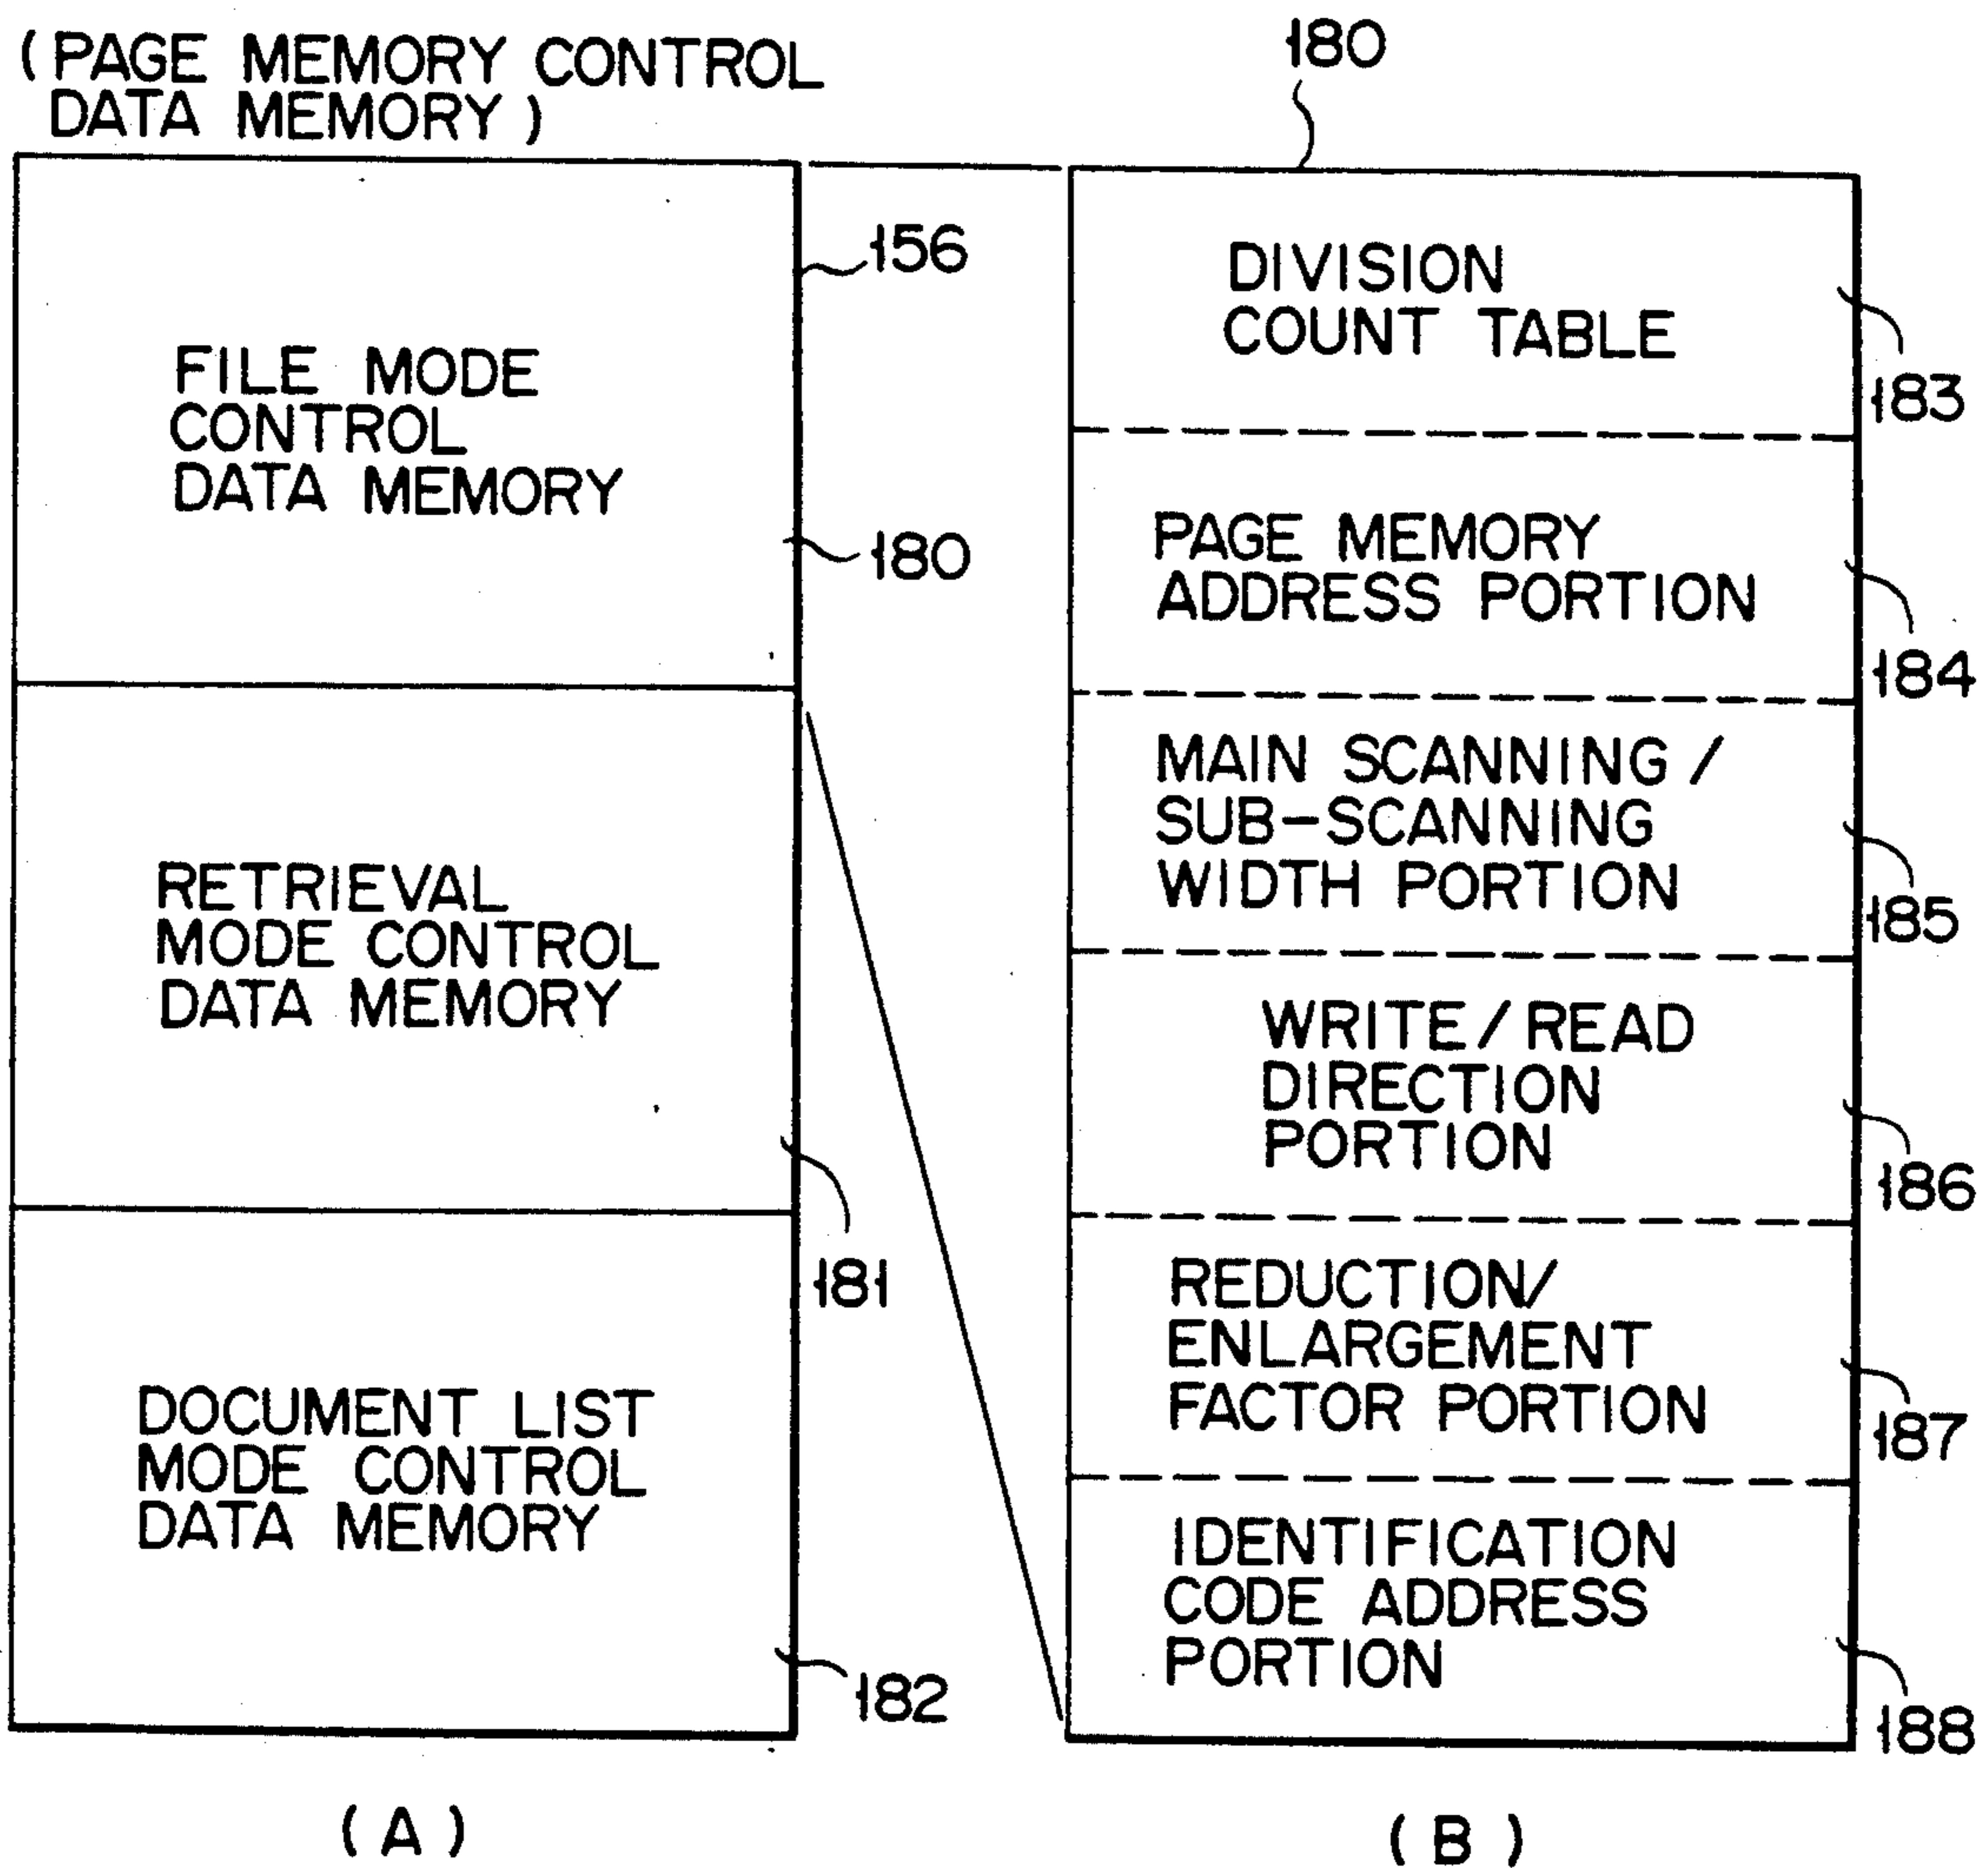 (PAGE MEMORY CONTROL
DATA MEMORY)
156
FILE MODE
CONTROL
DATA MEMORY
180
RETRIEVAL
MODE CONTROL
DATA MEMORY
181
DOCUMENT LIST
MODE CONTROL
DATA MEMORY
182
(A)
180
DIVISION
COUNT TABLE
183
PAGE MEMORY
ADDRESS PORTION
184
MAIN SCANNING/
SUB-SCANNING
WIDTH PORTION
185
WRITE/READ
DIRECTION
PORTION
186
REDUCTION/
ENLARGEMENT
FACTOR PORTION
187
IDENTIFICATION
CODE ADDRESS
PORTION
188
(B)